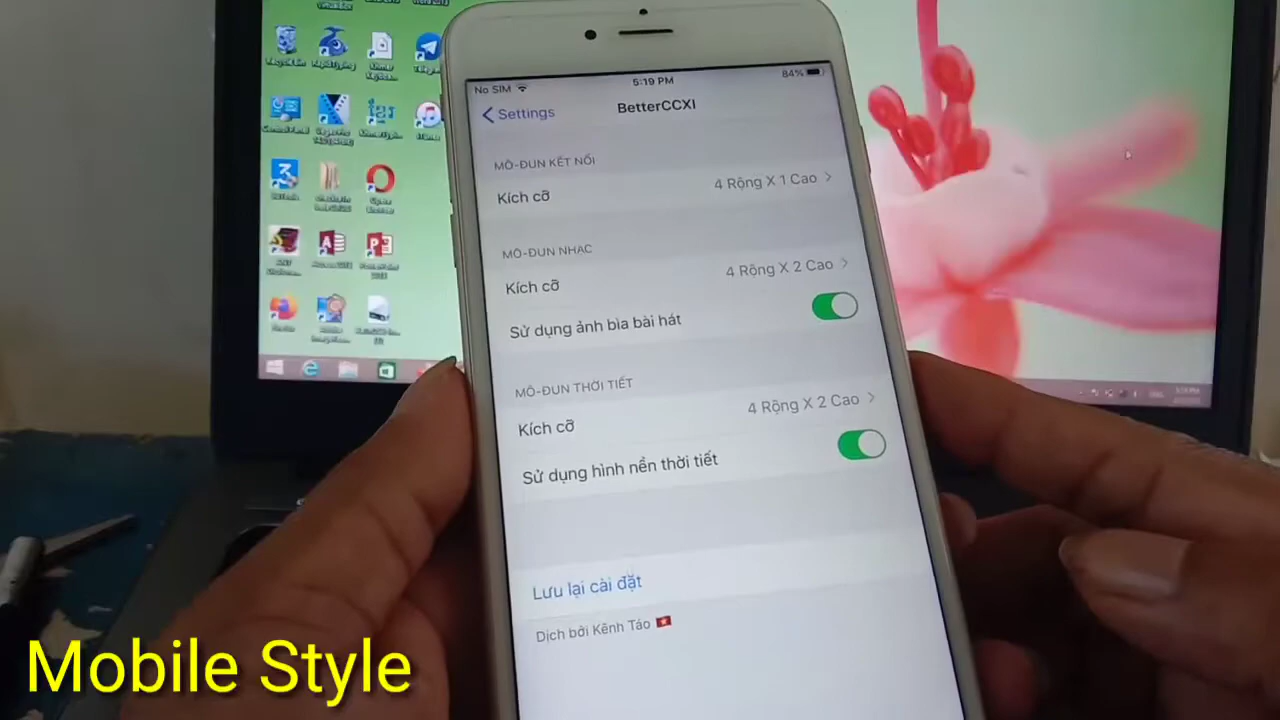 No SIM
5:19 PM
84%
Settings
BetterCCXI
MÔ-ĐUN KẾT NỐI
Kích cỡ
4 Rộng X 1 Cao
MÔ-ĐUN NHẠC
Kích cỡ
4 Rộng X 2 Cao
Sử dụng ảnh bìa bài hát
MÔ-ĐUN THỜI TIẾT
Kích cỡ
4 Rộng X 2 Cao
Sử dụng hình nền thời tiết
Lưu lại cài đặt
Dịch bởi Kênh Táo 🇻🇳
Mobile Style